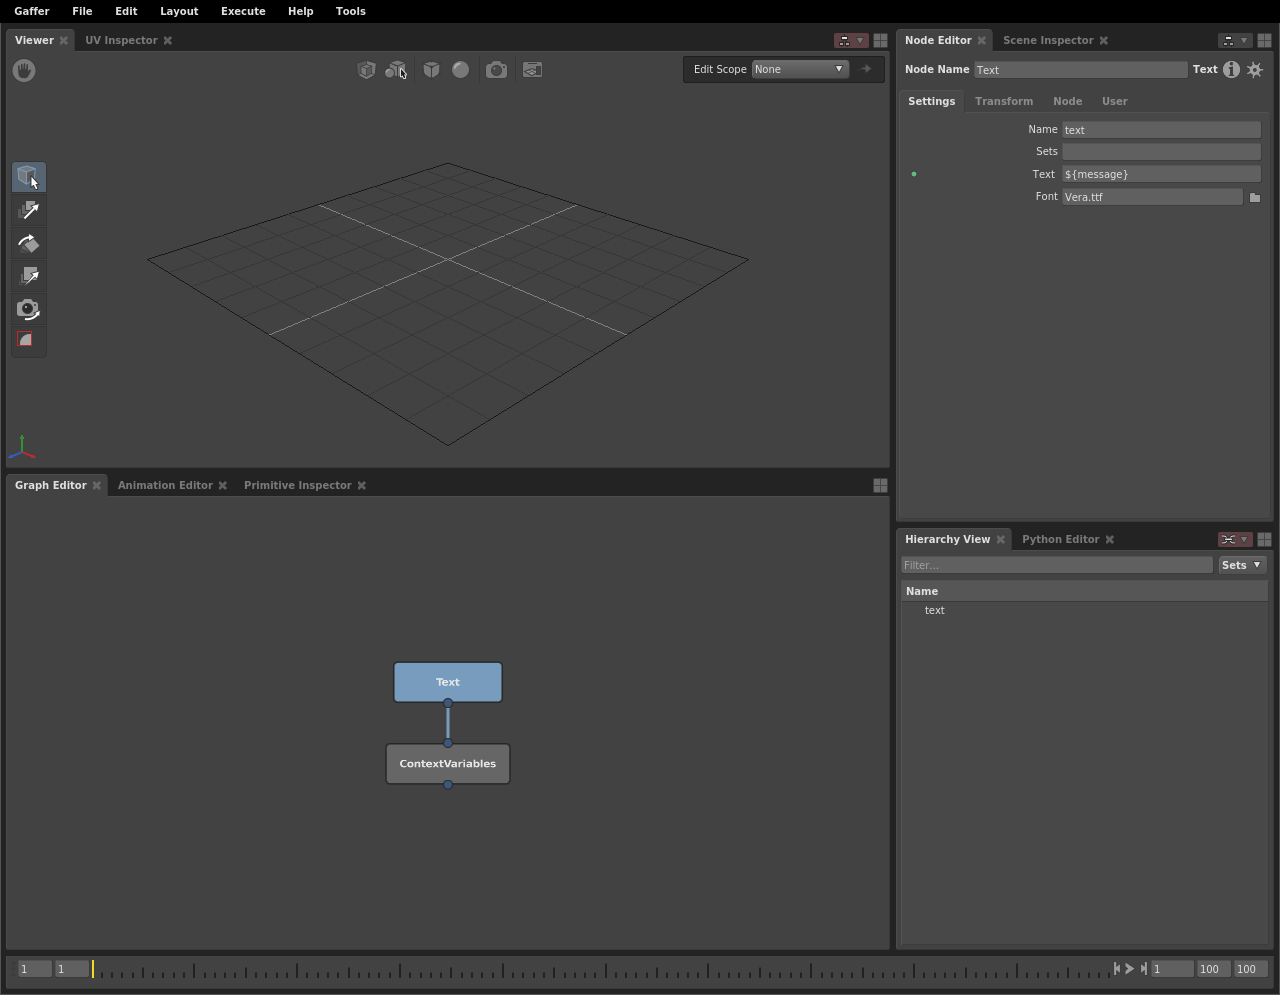 Gaffer File Edit Layout Execute Help Tools
Viewer UV Inspector
Edit Scope None
Graph Editor Animation Editor Primitive Inspector
Text
ContextVariables
Node Editor Scene Inspector
Node Name Text Text
Settings Transform Node User
Name text
Sets
Text ${message}
Font Vera.ttf
Hierarchy View Python Editor
Filter... Sets
Name
text
1 1 1 100 100